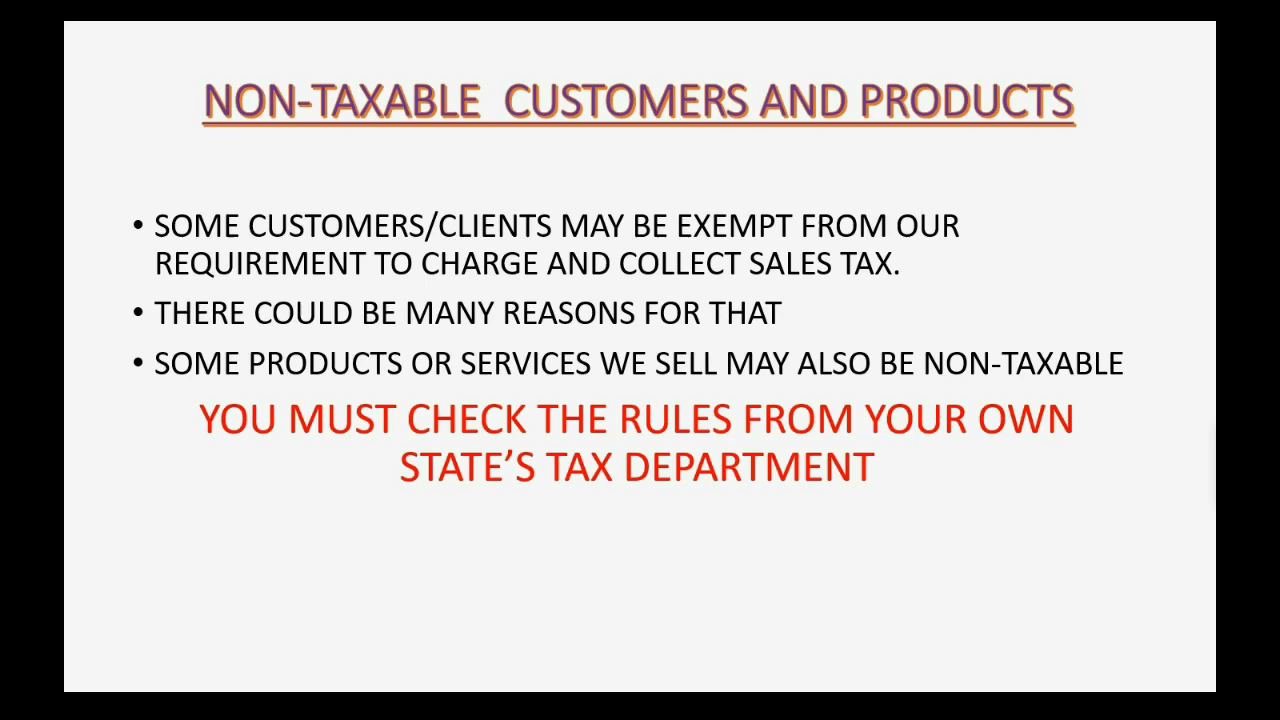 NON-TAXABLE CUSTOMERS AND PRODUCTS
• SOME CUSTOMERS/CLIENTS MAY BE EXEMPT FROM OUR
REQUIREMENT TO CHARGE AND COLLECT SALES TAX.
• THERE COULD BE MANY REASONS FOR THAT
• SOME PRODUCTS OR SERVICES WE SELL MAY ALSO BE NON-TAXABLE
YOU MUST CHECK THE RULES FROM YOUR OWN
STATE’S TAX DEPARTMENT